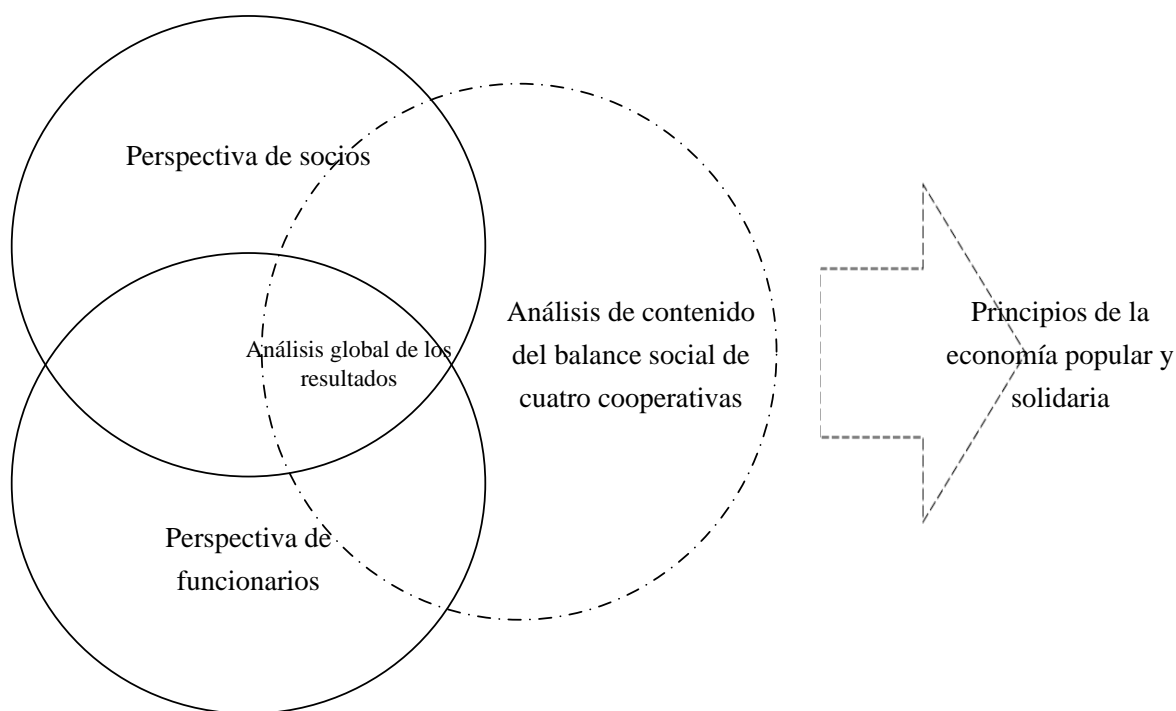 Perspectiva de socios
Análisis global de los
resultados
Perspectiva de
funcionarios
Análisis de contenido
del balance social de
cuatro cooperativas
Principios de la
economía popular y
solidaria